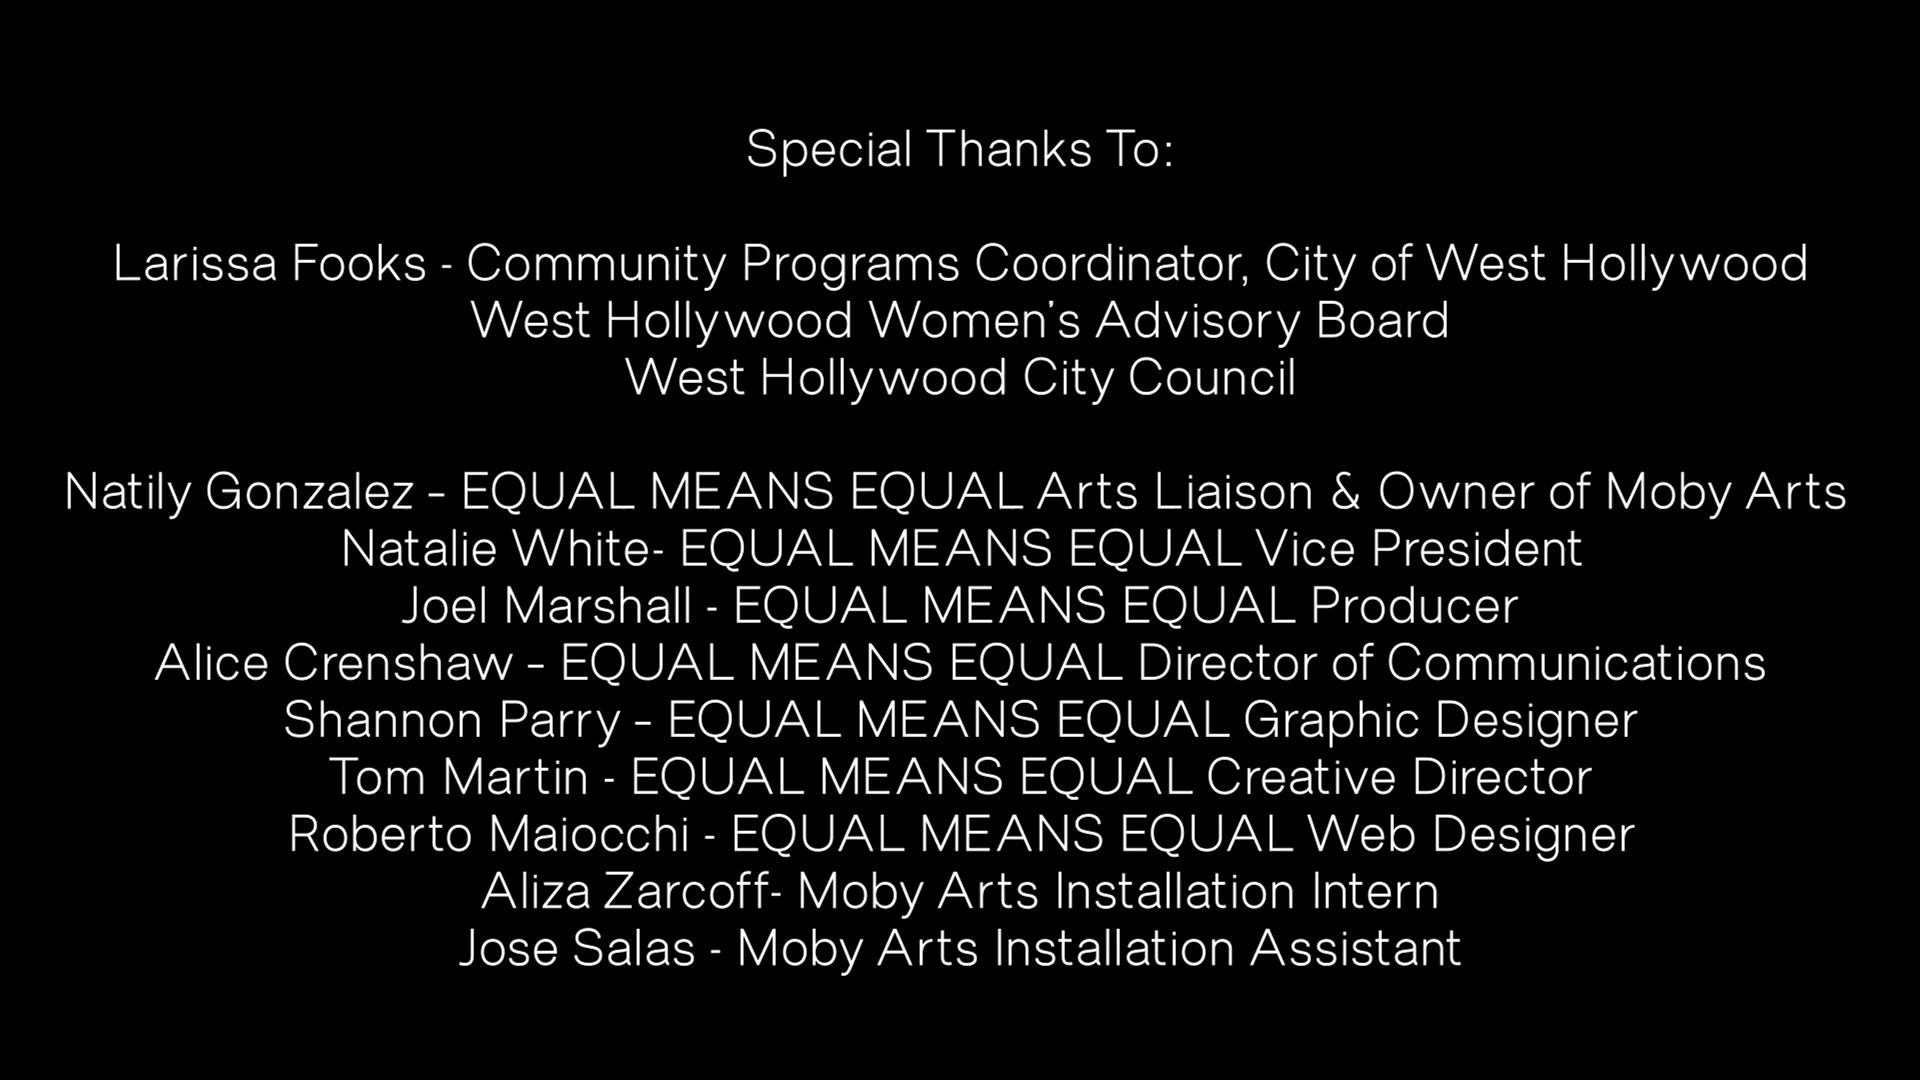 Special Thanks To:
Larissa Fooks - Community Programs Coordinator, City of West Hollywood
West Hollywood Women’s Advisory Board
West Hollywood City Council
Natily Gonzalez – EQUAL MEANS EQUAL Arts Liaison & Owner of Moby Arts
Natalie White- EQUAL MEANS EQUAL Vice President
Joel Marshall - EQUAL MEANS EQUAL Producer
Alice Crenshaw – EQUAL MEANS EQUAL Director of Communications
Shannon Parry – EQUAL MEANS EQUAL Graphic Designer
Tom Martin - EQUAL MEANS EQUAL Creative Director
Roberto Maiocchi - EQUAL MEANS EQUAL Web Designer
Aliza Zarcoff- Moby Arts Installation Intern
Jose Salas - Moby Arts Installation Assistant